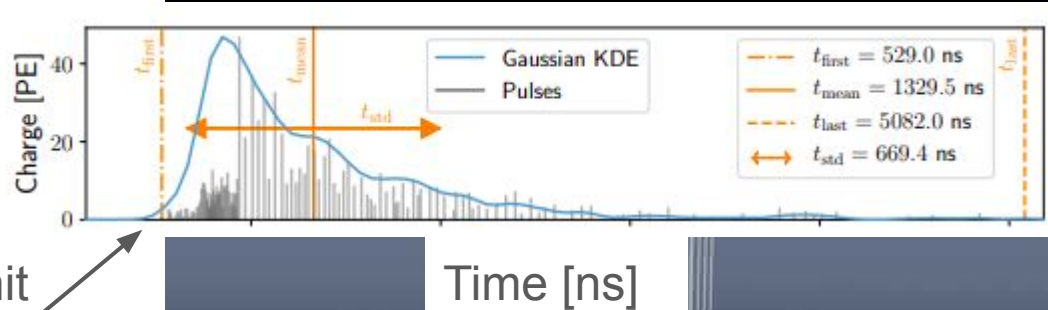 Charge [PE]
40
20
0
t_first
t_mean
t_std
t_last
Gaussian KDE
Pulses
t_first = 529.0 ns
t_mean = 1329.5 ns
t_last = 5082.0 ns
t_std = 669.4 ns
Time [ns]